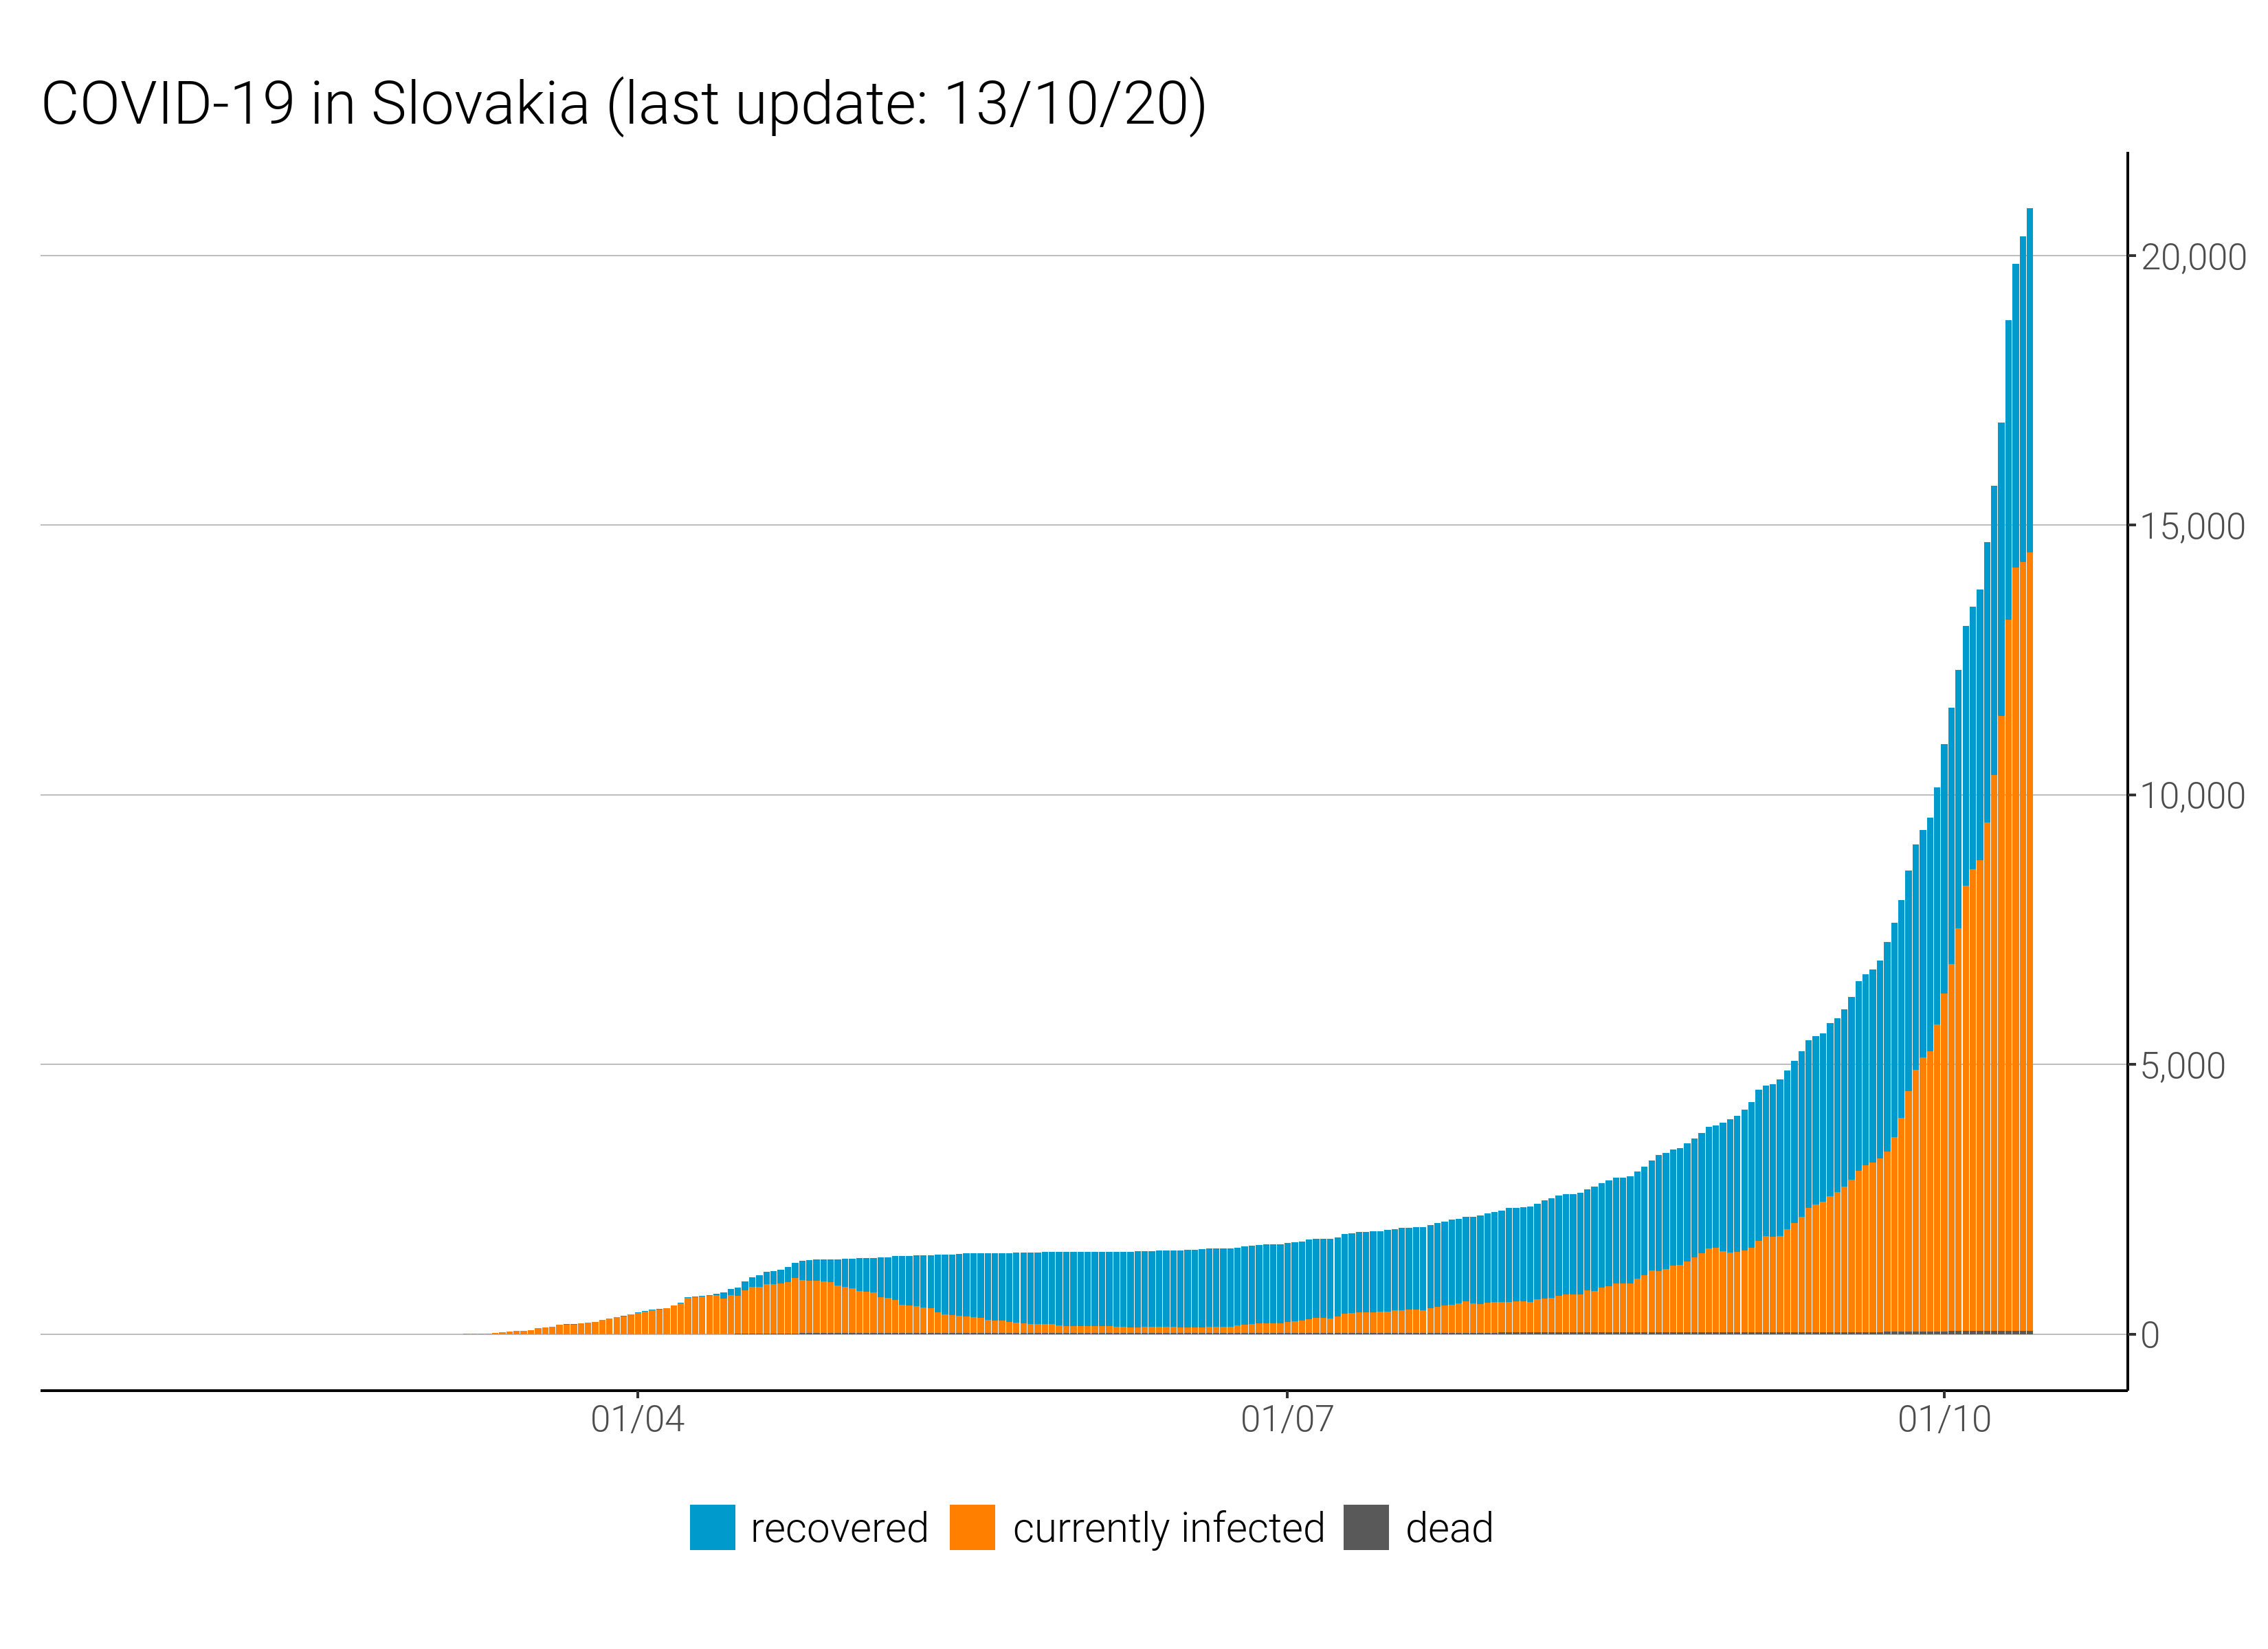 COVID-19 in Slovakia (last update: 13/10/20)
20,000
15,000
10,000
5,000
0
01/04 01/07 01/10
recovered currently infected dead